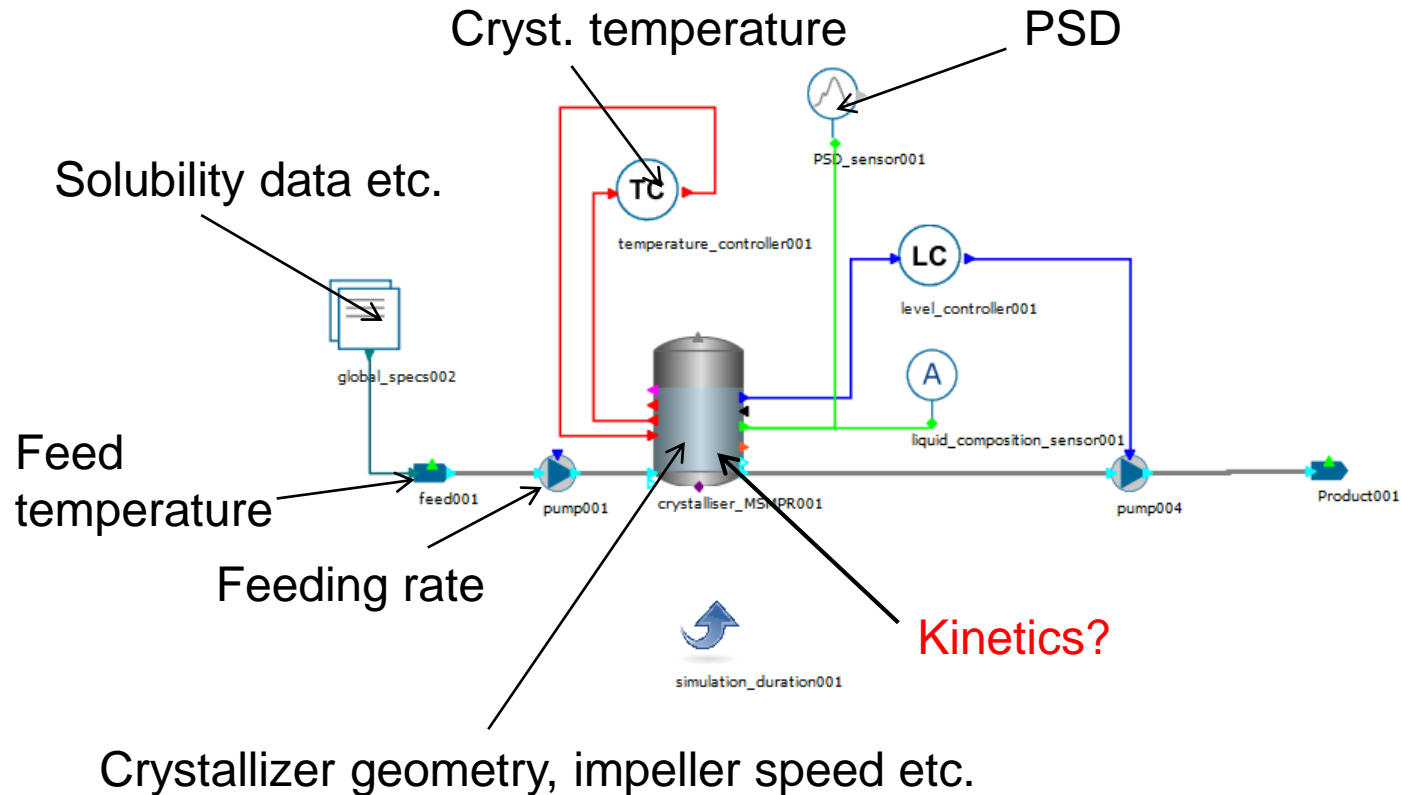 Cryst. temperature
PSD
PSD_sensor001
Solubility data etc.
TC
temperature_controller001
LC
level_controller001
global_specs002
A
liquid_composition_sensor001
Feed
temperature
feed001
pump001
crystalliser_MSMPR001
pump004
Product001
Feeding rate
Kinetics?
simulation_duration001
Crystallizer geometry, impeller speed etc.